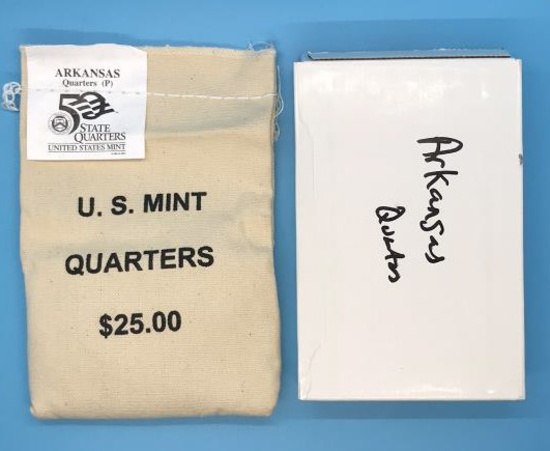 ARKANSAS
Quarters (P)
50
STATE
QUARTERS
UNITED STATES MINT
U. S. MINT
QUARTERS
$25.00
Arkansas
Quarters